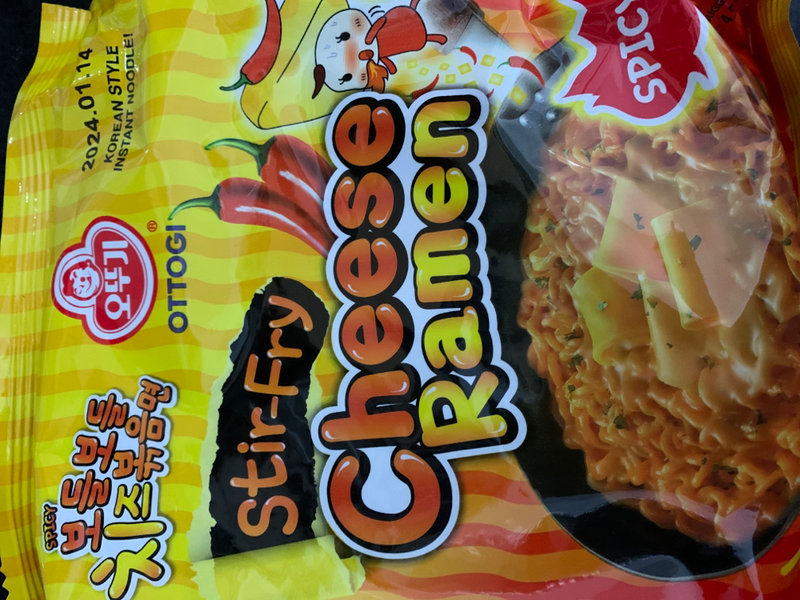 2024.01.14
KOREAN STYLE
INSTANT NOODLE!
오뚜기
®
OTTOGI
SPICY
보들보들
치즈볶음면
Stir-Fry
Cheese
Ramen
SPICY